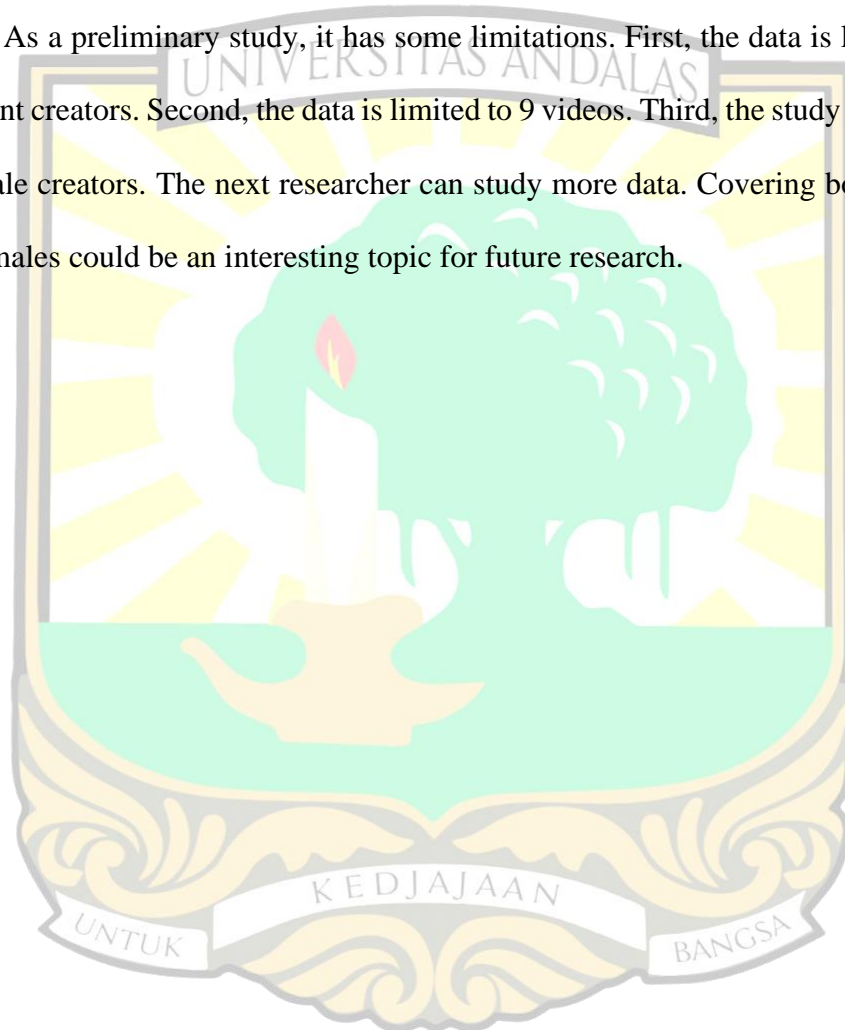 As a preliminary study, it has some limitations. First, the data is
UNIVERSITAS ANDALAS
nt creators. Second, the data is limited to 9 videos. Third, the study
ale creators. The next researcher can study more data. Covering
males could be an interesting topic for future research.
KEDJAJAAN
UNTUK
BANGSA